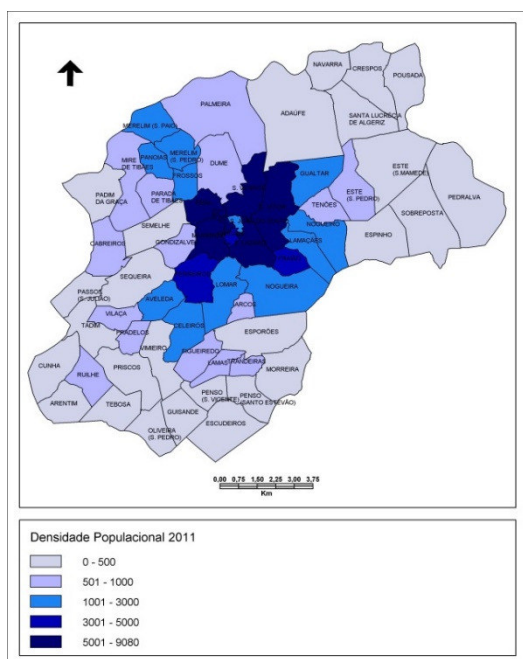 NAVARRA
CRESPOS
POUSADA
PALMEIRA
ADAÚFE
SANTA LUCRÉCIA
DE ALGERIZ
MERELIM (S. PAIO)
MERELIM
(S. PEDRO)
PANOIAS
MIRE
DE TIBÃES
DUME
FROSSOS
GUALTAR
ESTE
(S.MAMEDE)
PEDRALVA
PADIM
DA GRAÇA
PARADA
DE TIBÃES
ESTE
(S. PEDRO)
TENÕES
SOBREPOSTA
SEMELHE
NOGUEIRÓ
GONDIZALVES
LAMAÇÃES
ESPINHO
CABREIROS
SEQUEIRA
LOMAR
NOGUEIRA
PASSOS
(S. JULIÃO)
AVELEDA
ARCOS
VILAÇA
TADIM
FRADELOS
CELEIRÓS
ESPORÕES
VIMIEIRO
FIGUEIREDO
CUNHA
RUILHE
PRISCOS
LAMAS
TRANDEIRAS
MORREIRA
ARENTIM
TEBOSA
GUISANDE
PENSO
(S. VICENTE)
PENSO
(SANTO ESTEVÃO)
OLIVEIRA
(S. PEDRO)
ESCUDEIROS
0,00 0,75 1,50 2,25 3,00 3,75
Km
Densidade Populacional 2011
0 - 500
501 - 1000
1001 - 3000
3001 - 5000
5001 - 9080